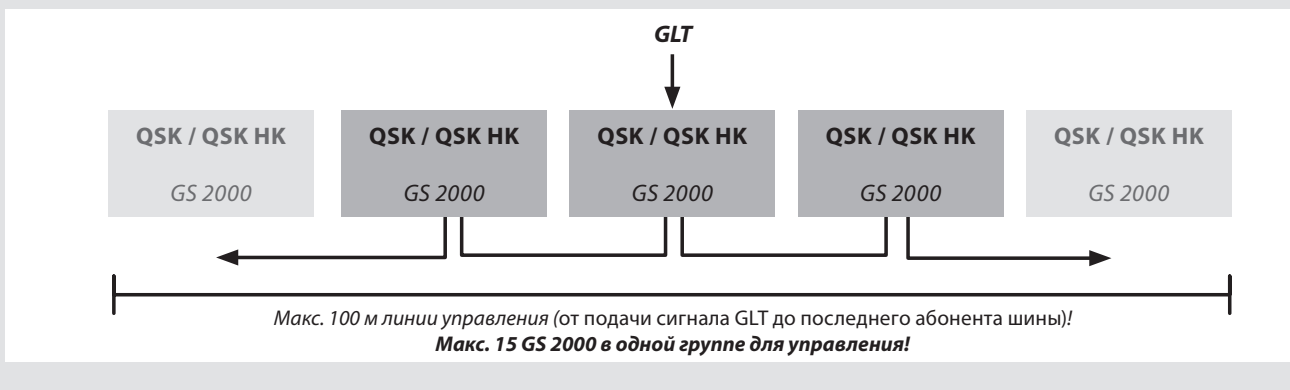 GLT
QSK / QSK HK QSK / QSK HK QSK / QSK HK QSK / QSK HK QSK / QSK HK
GS 2000 GS 2000 GS 2000 GS 2000 GS 2000
Макс. 100 м линии управления (от подачи сигнала GLT до последнего абонента шины)!
Макс. 15 GS 2000 в одной группе для управления!